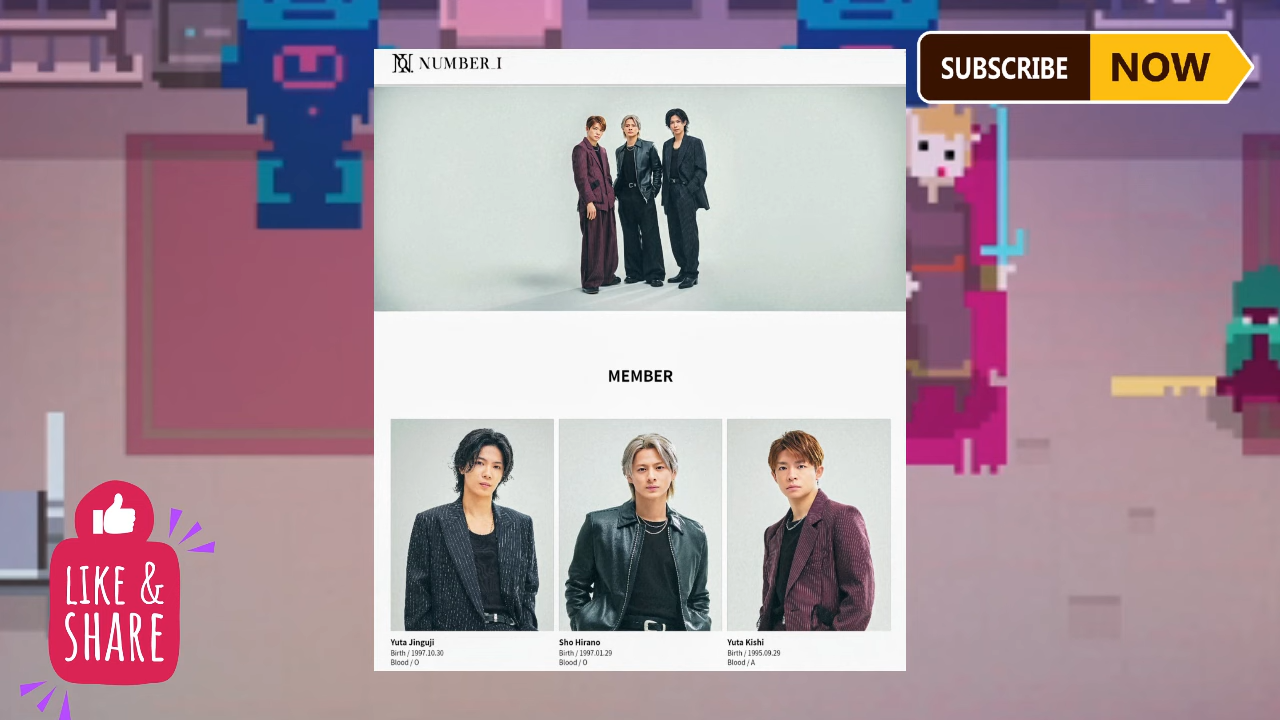 NUMBER_I
SUBSCRIBE NOW
MEMBER
Yuta Jinguji
Birth / 1997.10.30
Blood / O
Sho Hirano
Birth / 1997.01.29
Blood / O
Yuta Kishi
Birth / 1995.09.29
Blood / A
LIKE &
SHARE